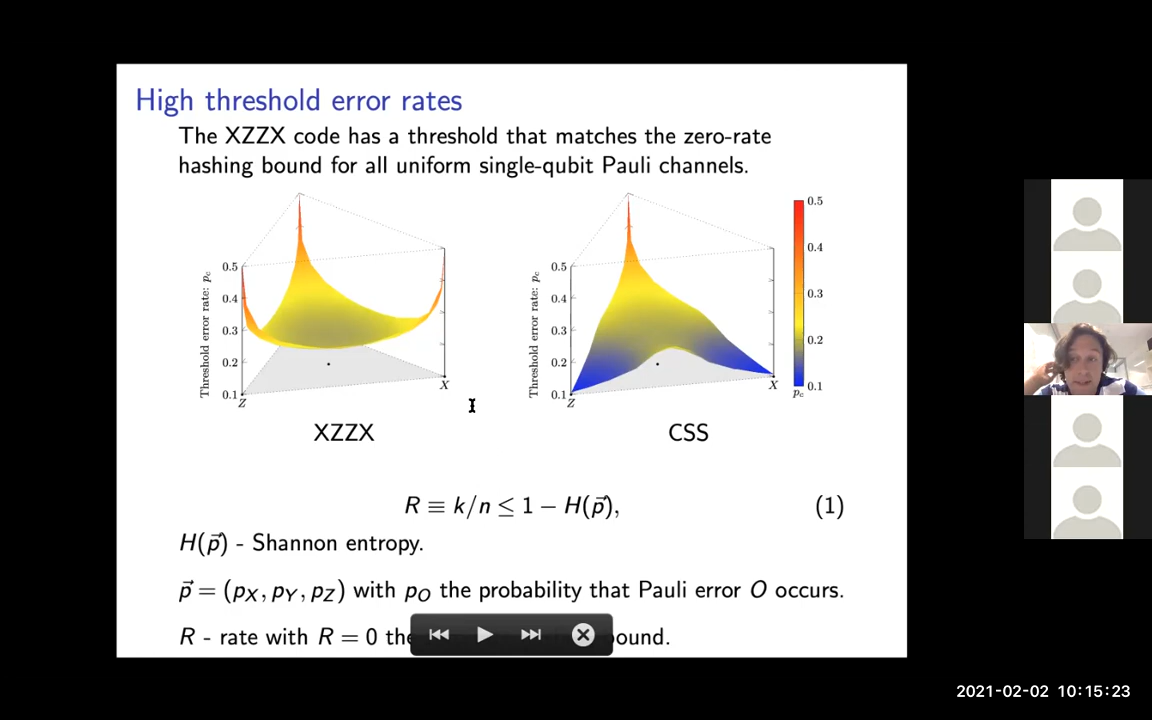 High threshold error rates
The XZZX code has a threshold that matches the zero-rate
hashing bound for all uniform single-qubit Pauli channels.
Threshold error rate: p_c
0.5
0.4
0.3
0.2
0.1
Z
X
XZZX
Threshold error rate: p_c
0.5
0.4
0.3
0.2
0.1
Z
X
CSS
0.5
0.4
0.3
0.2
0.1
p_c
R ≡ k/n ≤ 1 − H(p⃗), (1)
H(p⃗) - Shannon entropy.
p⃗ = (p_X, p_Y, p_Z) with p_O the probability that Pauli error O occurs.
R - rate with R = 0 the ound.
2021-02-02 10:15:23